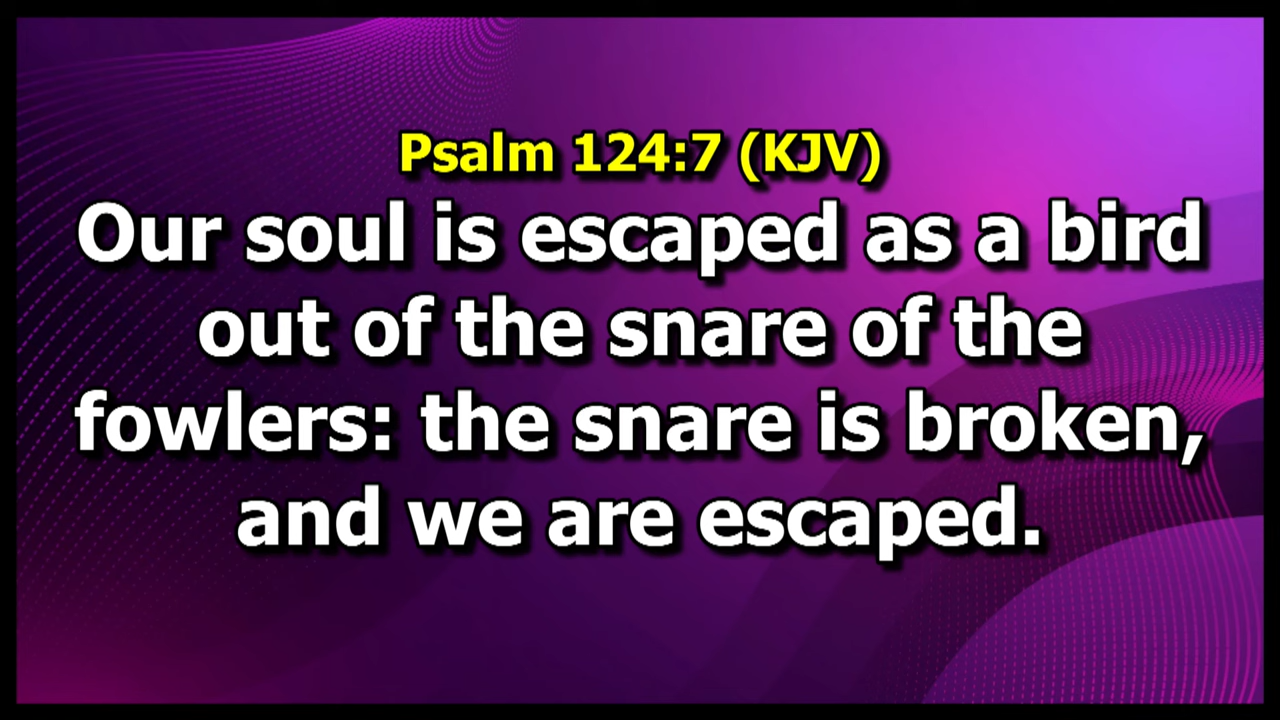 Psalm 124:7 (KJV)
Our soul is escaped as a bird
out of the snare of the
fowlers: the snare is broken,
and we are escaped.